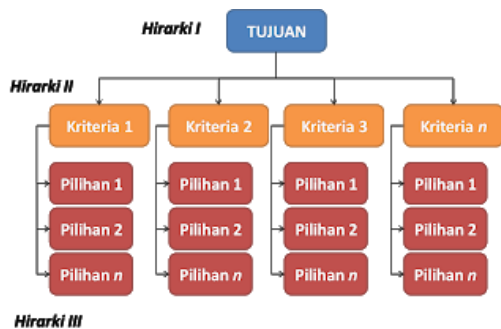 Hirarki I
TUJUAN
Hirarki II
Kriteria 1
Kriteria 2
Kriteria 3
Kriteria n
Pilihan 1
Pilihan 1
Pilihan 1
Pilihan 1
Pilihan 2
Pilihan 2
Pilihan 2
Pilihan 2
Pilihan n
Pilihan n
Pilihan n
Pilihan n
Hirarki III